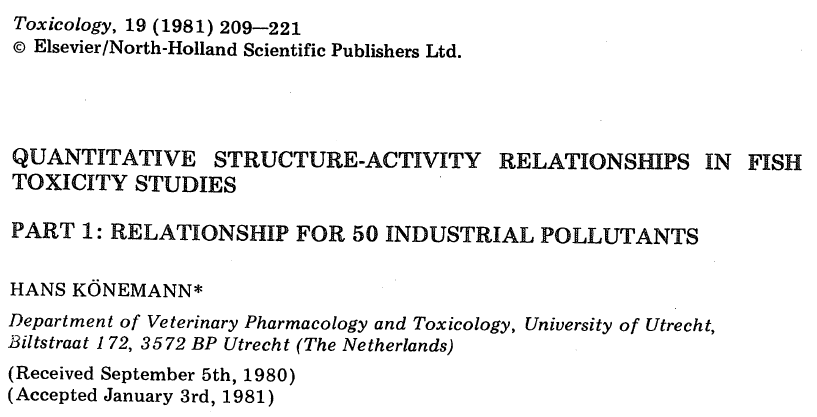 Toxicology, 19 (1981) 209—221
© Elsevier/North-Holland Scientific Publishers Ltd.
QUANTITATIVE STRUCTURE-ACTIVITY RELATIONSHIPS IN FISH
TOXICITY STUDIES
PART 1: RELATIONSHIP FOR 50 INDUSTRIAL POLLUTANTS
HANS KÖNEMANN*
Department of Veterinary Pharmacology and Toxicology, University of Utrecht,
Biltstraat 172, 3572 BP Utrecht (The Netherlands)
(Received September 5th, 1980)
(Accepted January 3rd, 1981)